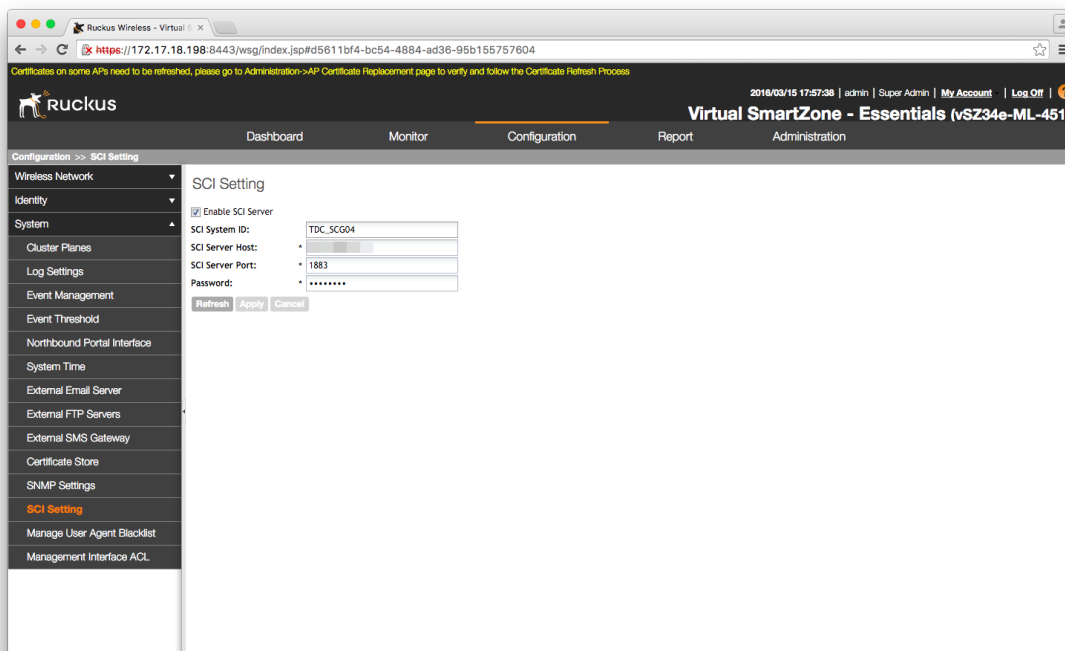 Ruckus Wireless - Virtual S
https://172.17.18.198:8443/wsg/index.jsp#d5611bf4-bc54-4884-ad36-95b155757604
Certificates on some APs need to be refreshed, please go to Administration->AP Certificate Replacement page to verify and follow the Certificate Refresh Process
2016/03/15 17:57:38 | admin | Super Admin | My Account | Log Off |
RUCKUS
Virtual SmartZone - Essentials (vSZ34e-ML-451
Dashboard Monitor Configuration Report Administration
Configuration >> SCI Setting
Wireless Network
Identity
System
Cluster Planes
Log Settings
Event Management
Event Threshold
Northbound Portal Interface
System Time
External Email Server
External FTP Servers
External SMS Gateway
Certificate Store
SNMP Settings
SCI Setting
Manage User Agent Blacklist
Management Interface ACL
SCI Setting
Enable SCI Server
SCI System ID: TDC_SCG04
SCI Server Host: *
SCI Server Port: * 1883
Password: * ••••••••
Refresh Apply Cancel